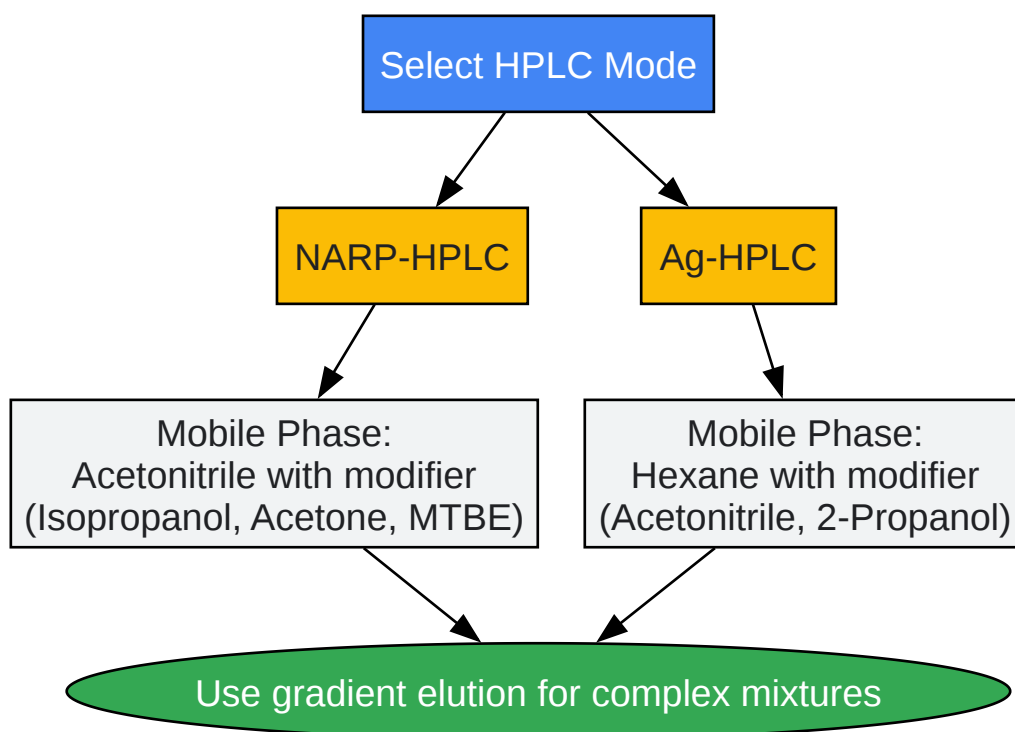 Select HPLC Mode
NARP-HPLC
Ag-HPLC
Mobile Phase:
Acetonitrile with modifier
(Isopropanol, Acetone, MTBE)
Mobile Phase:
Hexane with modifier
(Acetonitrile, 2-Propanol)
Use gradient elution for complex mixtures